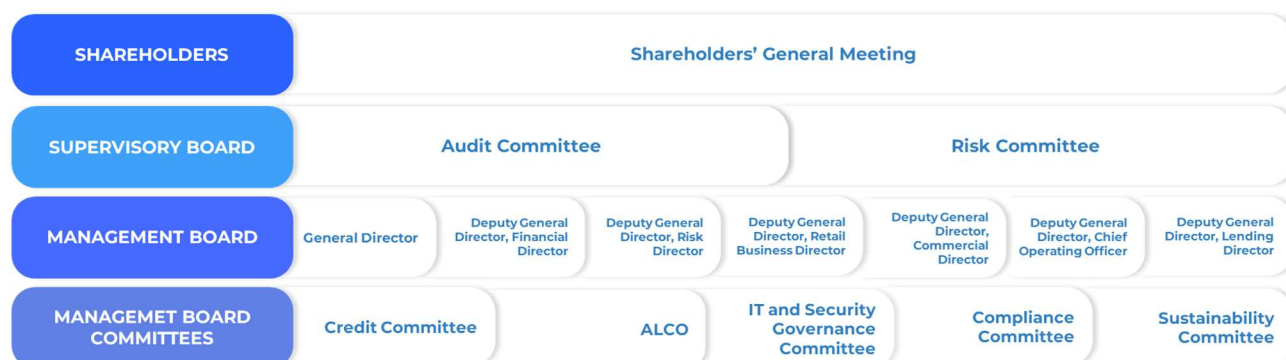 SHAREHOLDERS
Shareholders' General Meeting
SUPERVISORY BOARD
Audit Committee
Risk Committee
MANAGEMENT BOARD
General Director
Deputy General
Director, Financial
Director
Deputy General
Director, Risk
Director
Deputy General
Director, Retail
Business Director
Deputy General
Director,
Commercial
Director
Deputy General
Director, Chief
Operating Officer
Deputy General
Director, Lending
Director
MANAGEMET BOARD
COMMITTEES
Credit Committee
ALCO
IT and Security
Governance
Committee
Compliance
Committee
Sustainability
Committee